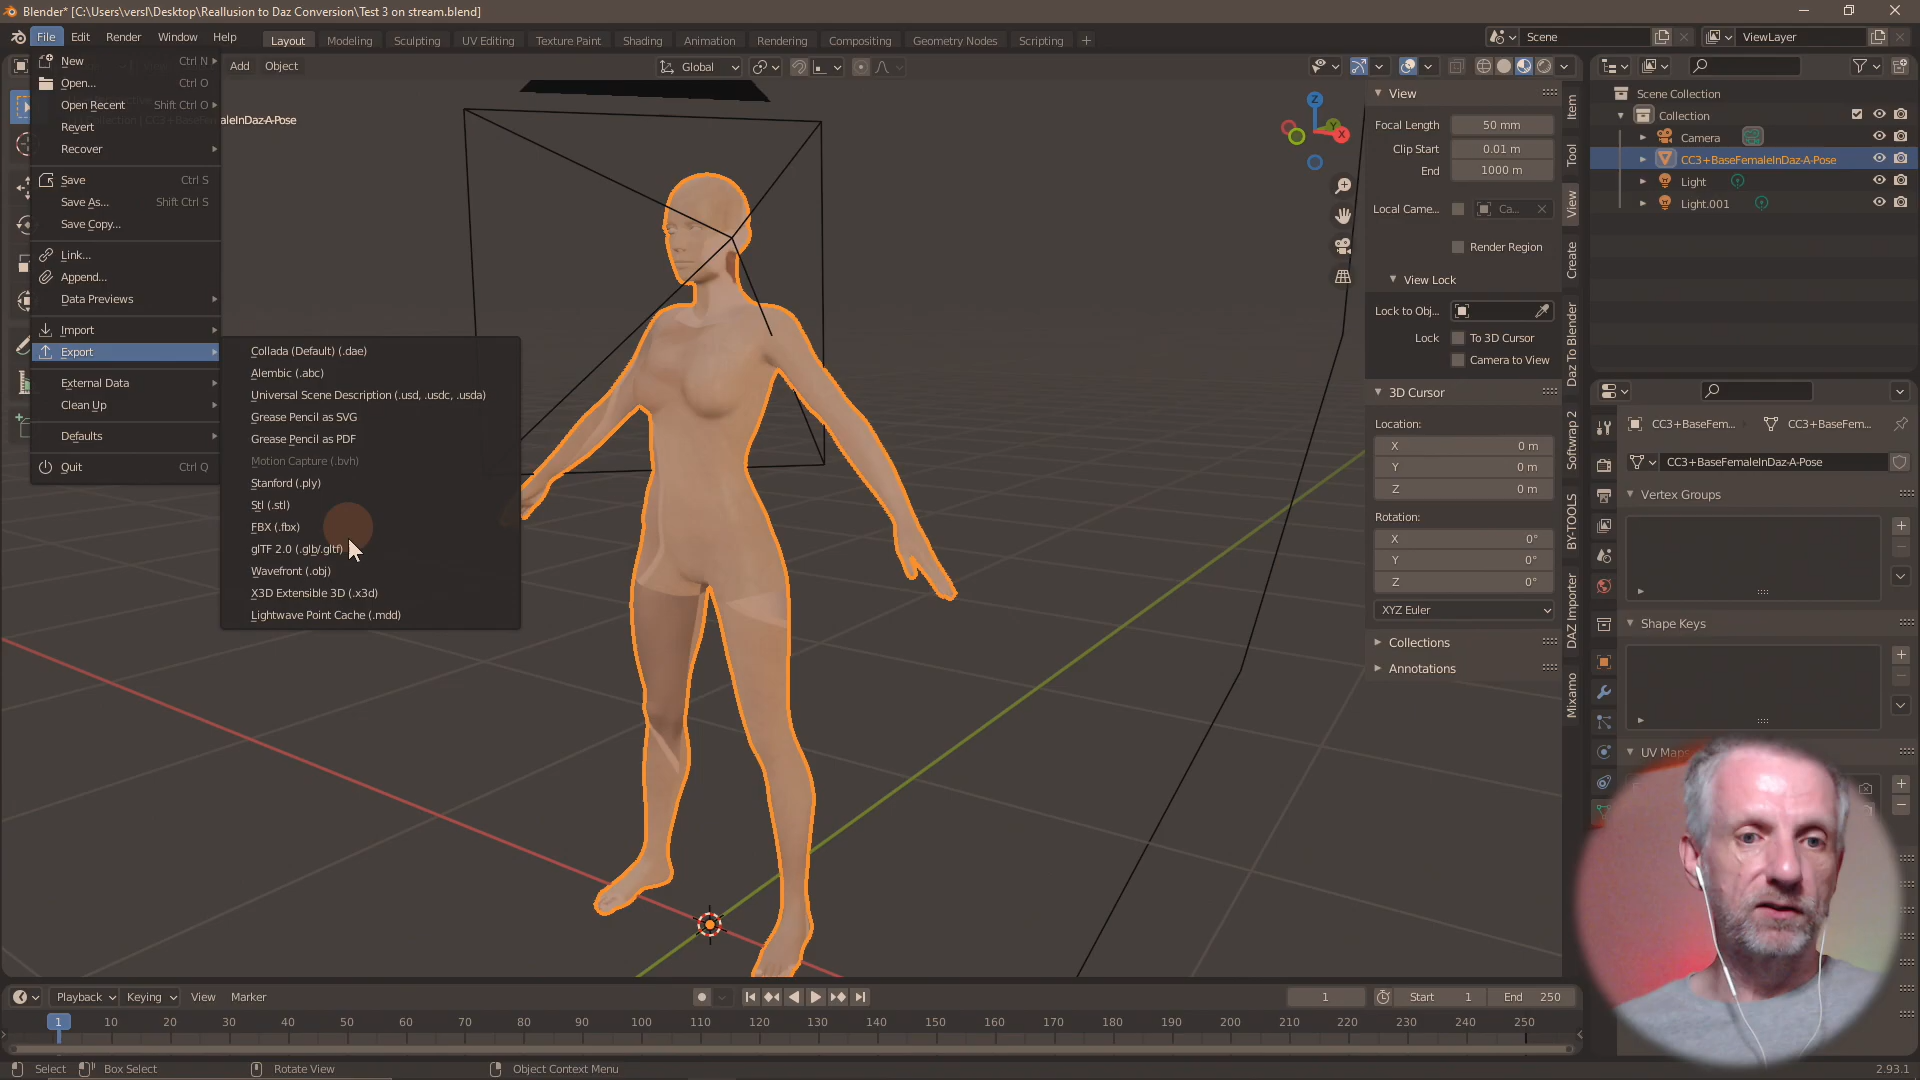 Blender* [C:\Users\versl\Desktop\Reallusion to Daz Conversion\Test 3 on stream.blend]
File Edit Render Window Help
Layout Modeling Sculpting UV Editing Texture Paint Shading Animation Rendering Compositing Geometry Nodes Scripting +
Scene
ViewLayer
Add Object
Global
New Ctrl N
Open... Ctrl O
Open Recent Shift Ctrl O
Revert
Recover
Save Ctrl S
Save As... Shift Ctrl S
Save Copy...
Link...
Append...
Data Previews
Import
Export
External Data
Clean Up
Defaults
Quit Ctrl Q
aleInDaz-A-Pose
Collada (Default) (.dae)
Alembic (.abc)
Universal Scene Description (.usd, .usdc, .usda)
Grease Pencil as SVG
Grease Pencil as PDF
Motion Capture (.bvh)
Stanford (.ply)
Stl (.stl)
FBX (.fbx)
glTF 2.0 (.glb/.gltf)
Wavefront (.obj)
X3D Extensible 3D (.x3d)
Lightwave Point Cache (.mdd)
Z
Y
X
View
Focal Length 50 mm
Clip Start 0.01 m
End 1000 m
Local Came... Ca...
Render Region
View Lock
Lock to Obj...
Lock To 3D Cursor
Camera to View
3D Cursor
Location:
X 0 m
Y 0 m
Z 0 m
Rotation:
X 0°
Y 0°
Z 0°
XYZ Euler
Collections
Annotations
Item
Tool
View
Create
Daz To Blender
Softwrap 2
BY-TOOLS
DAZ Importer
Mixamo
Scene Collection
Collection
Camera
CC3+BaseFemaleInDaz-A-Pose
Light
Light.001
CC3+BaseFem... CC3+BaseFem...
CC3+BaseFemaleInDaz-A-Pose
Vertex Groups
Shape Keys
UV Maps
Playback Keying View Marker
1 Start 1 End 250
1 10 20 30 40 50 60 70 80 90 100 110 120 130 140 150 160 170 180 190 200 210 220 230 240 250
Select Box Select Rotate View Object Context Menu 2.93.1